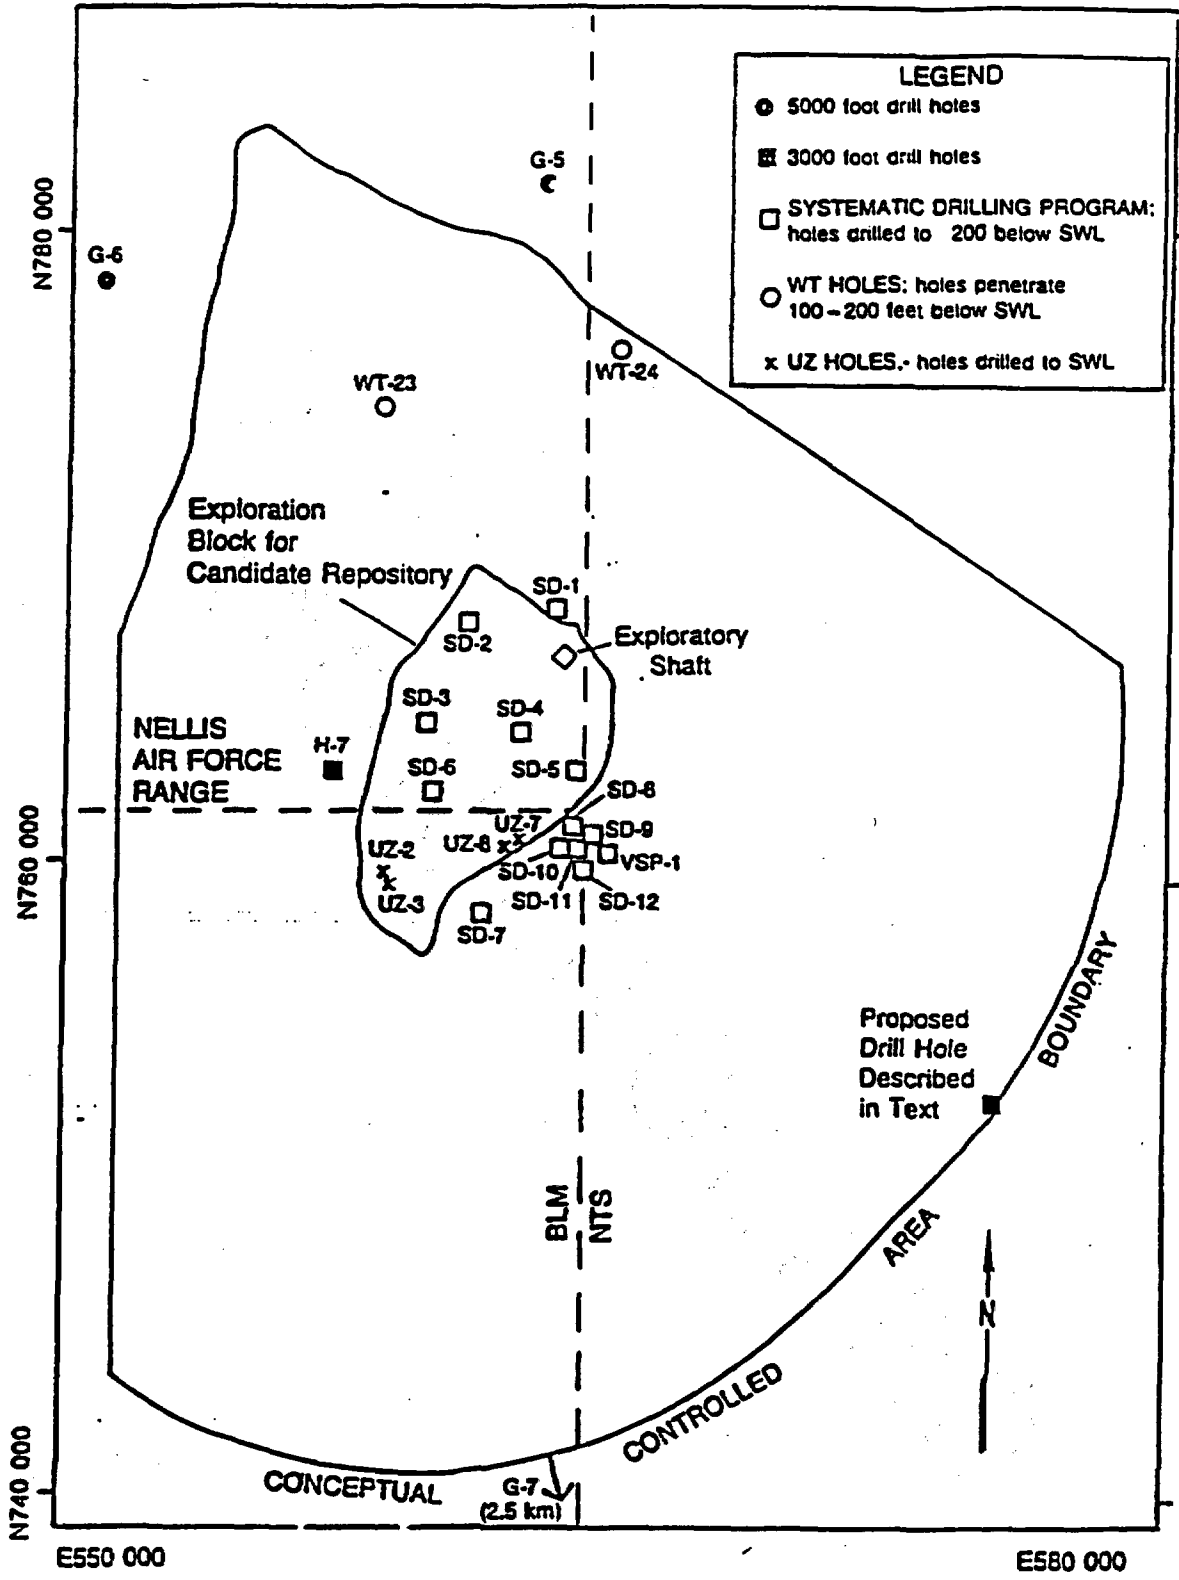 LEGEND
5000 foot drill holes
3000 foot drill holes
SYSTEMATIC DRILLING PROGRAM:
holes drilled to 200 below SWL
WT HOLES: holes penetrate
100-200 feet below SWL
x UZ HOLES.- holes drilled to SWL
G-5
N780 000
G-6
WT-24
WT-23
Exploration
Block for
Candidate Repository
SD-1
SD-2
Exploratory
Shaft
SD-3
SD-4
NELLIS
AIR FORCE
RANGE
H-7
SD-6
SD-5
SD-8
UZ-7
SD-9
UZ-8
UZ-2
VSP-1
SD-10
UZ-3
SD-11
SD-12
SD-7
N760 000
Proposed
Drill Hole
Described
in Text
BLM
NTS
N
CONCEPTUAL
CONTROLLED
AREA
BOUNDARY
G-7
(2.5 km)
N740 000
E550 000
E580 000